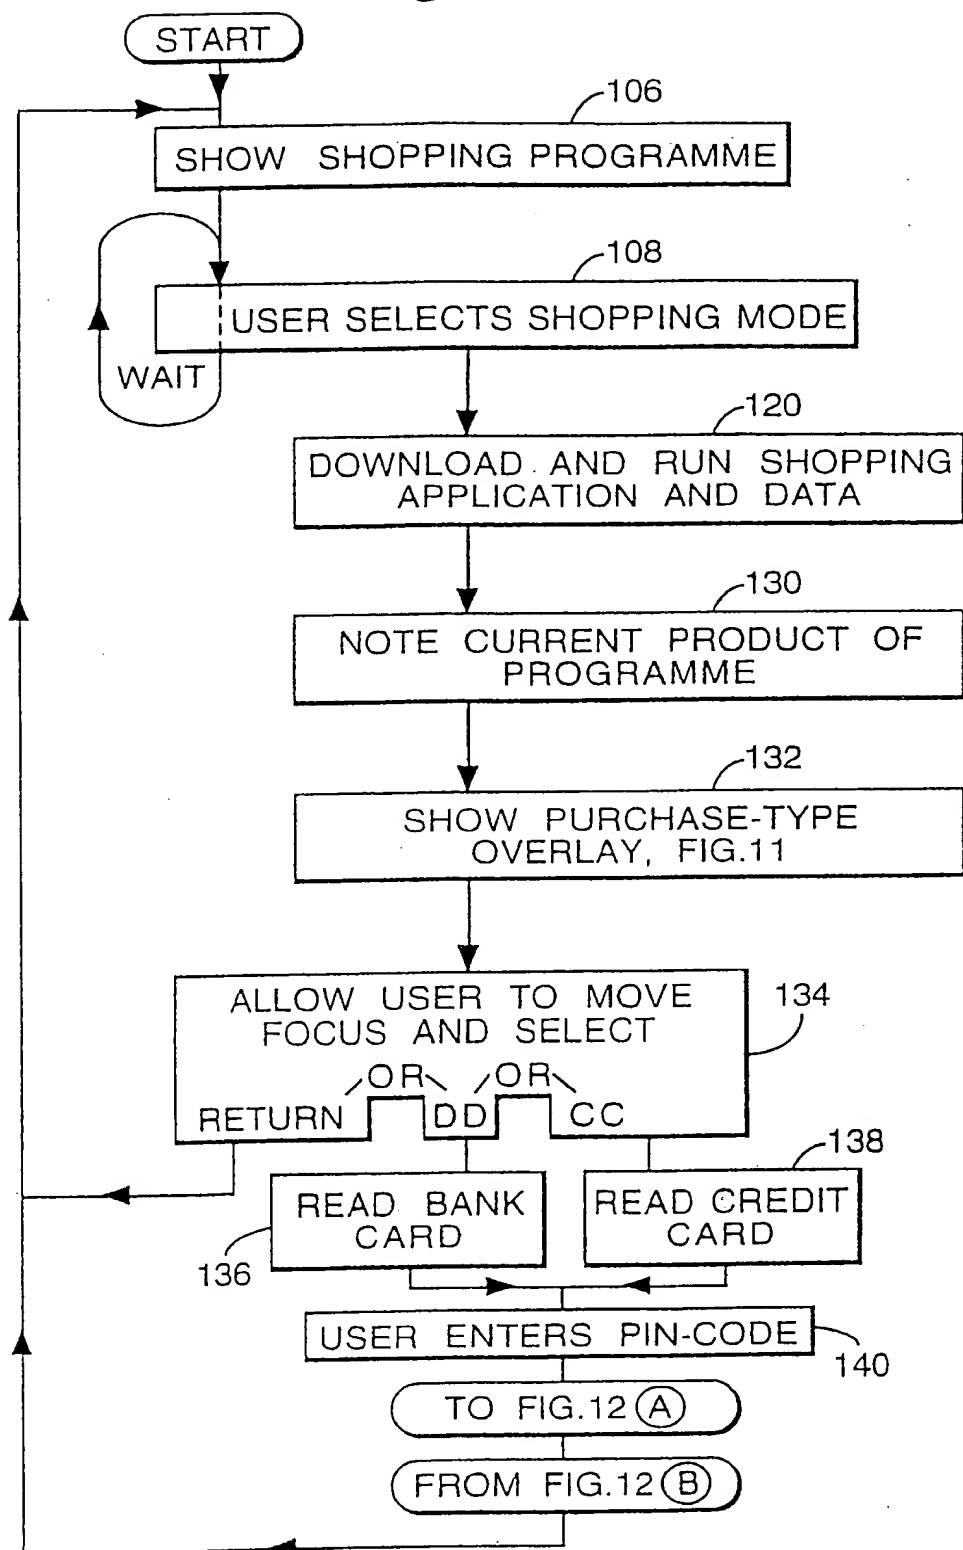 START
106
SHOW SHOPPING PROGRAMME
108
USER SELECTS SHOPPING MODE
WAIT
120
DOWNLOAD AND RUN SHOPPING
APPLICATION AND DATA
130
NOTE CURRENT PRODUCT OF
PROGRAMME
132
SHOW PURCHASE-TYPE
OVERLAY, FIG.11
134
ALLOW USER TO MOVE
FOCUS AND SELECT
OR OR
RETURN DD CC
138
READ BANK
CARD
READ CREDIT
CARD
136
USER ENTERS PIN-CODE
140
TO FIG.12 A
FROM FIG.12 B